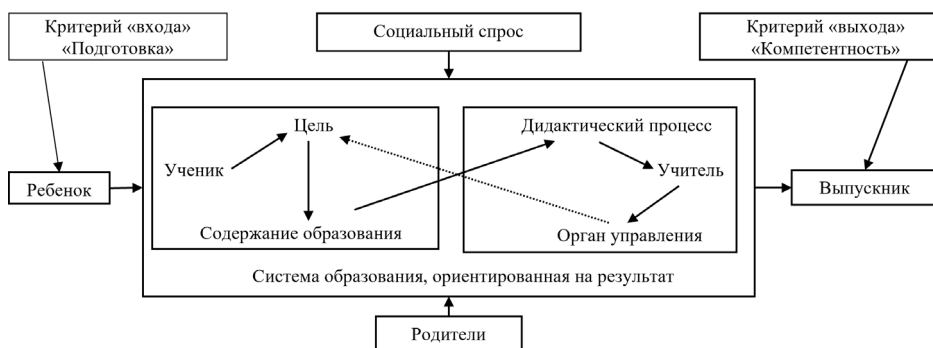 Критерий «входа»
«Подготовка»
Социальный спрос
Критерий «выхода»
«Компетентность»
Цель
Дидактический процесс
Ученик
Учитель
Ребенок
Выпускник
Содержание образования
Орган управления
Система образования, ориентированная на результат
Родители